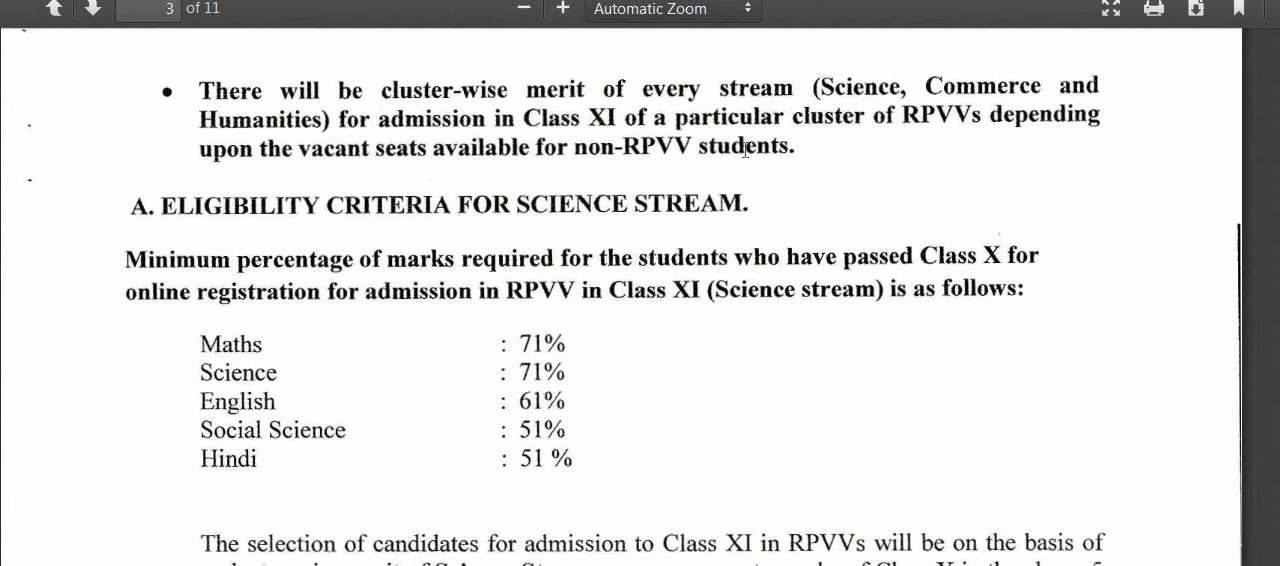 3 of 11
Automatic Zoom
• There will be cluster-wise merit of every stream (Science, Commerce and
Humanities) for admission in Class XI of a particular cluster of RPVVs depending
upon the vacant seats available for non-RPVV students.
A. ELIGIBILITY CRITERIA FOR SCIENCE STREAM.
Minimum percentage of marks required for the students who have passed Class X for
online registration for admission in RPVV in Class XI (Science stream) is as follows:
Maths : 71%
Science : 71%
English : 61%
Social Science : 51%
Hindi : 51 %
The selection of candidates for admission to Class XI in RPVVs will be on the basis of